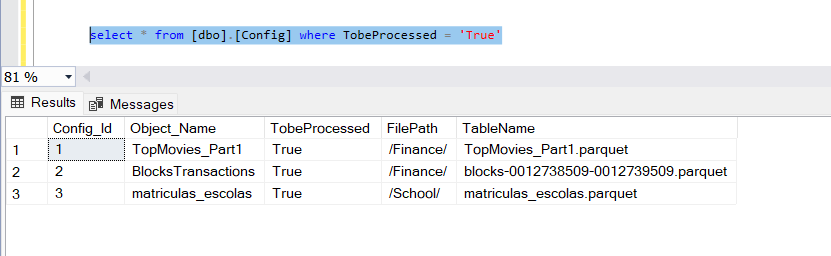 select * from [dbo].[Config] where TobeProcessed = 'True'
81 %
Results Messages
Config_Id Object_Name TobeProcessed FilePath TableName
1 1 TopMovies_Part1 True /Finance/ TopMovies_Part1.parquet
2 2 BlocksTransactions True /Finance/ blocks-0012738509-0012739509.parquet
3 3 matriculas_escolas True /School/ matriculas_escolas.parquet